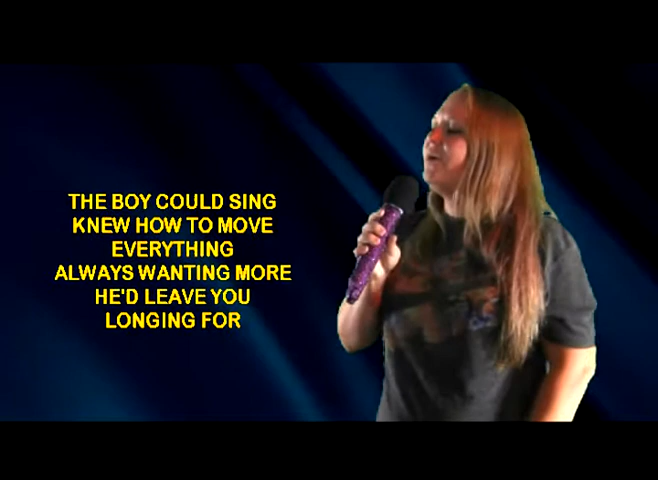 THE BOY COULD SING
KNEW HOW TO MOVE
EVERYTHING
ALWAYS WANTING MORE
HE'D LEAVE YOU
LONGING FOR